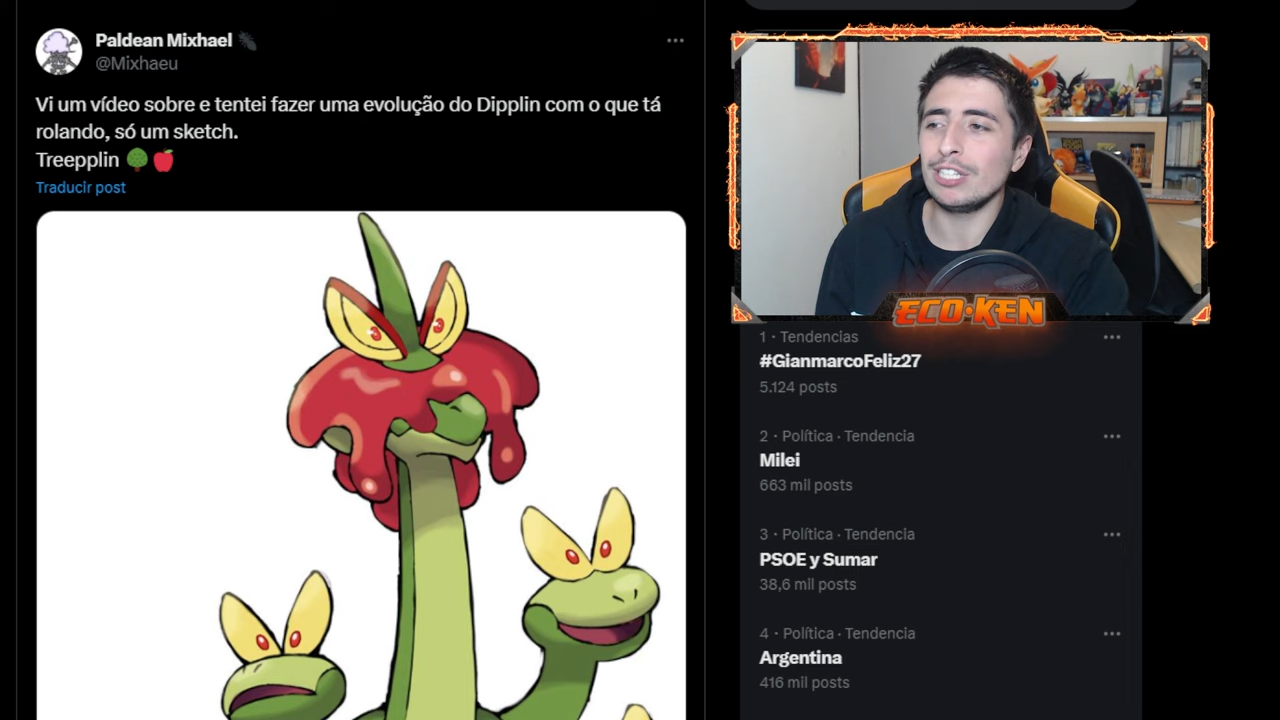 Paldean Mixhael
@Mixhaeu
Vi um vídeo sobre e tentei fazer uma evolução do Dipplin com o que tá
rolando, só um sketch.
Treepplin 🌳🍎
Traducir post
ECO·KEN
1 · Tendencias
#GianmarcoFeliz27
5.124 posts
2 · Política · Tendencia
Milei
663 mil posts
3 · Política · Tendencia
PSOE y Sumar
38,6 mil posts
4 · Política · Tendencia
Argentina
416 mil posts